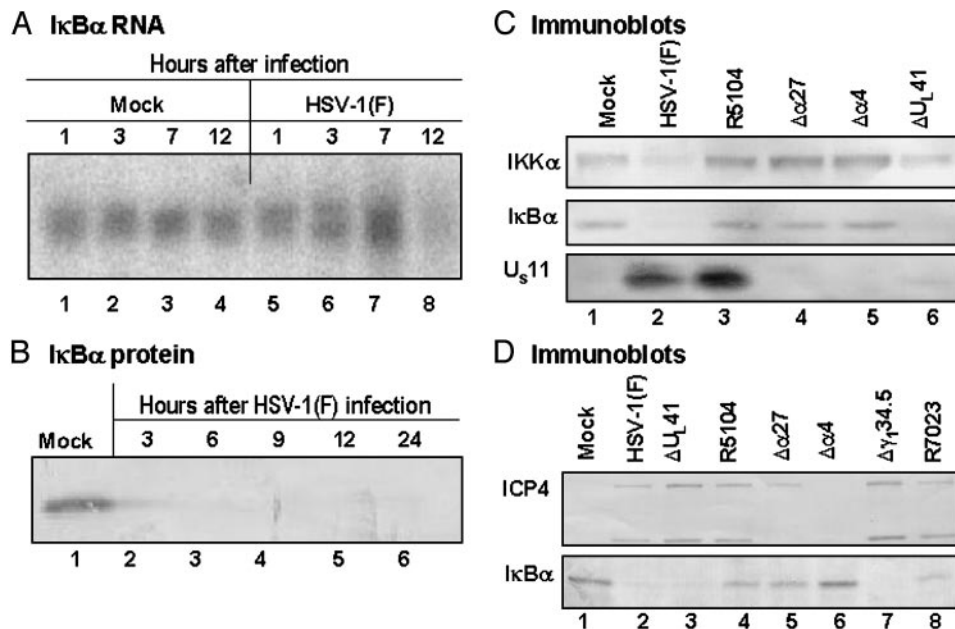 A IκBα RNA
Hours after infection
Mock HSV-1(F)
1 3 7 12 1 3 7 12
1 2 3 4 5 6 7 8
B IκBα protein
Hours after HSV-1(F) infection
Mock 3 6 9 12 24
1 2 3 4 5 6
C Immunoblots
Mock HSV-1(F) R5104 Δα27 Δα4 ΔUL41
IKKα
IκBα
Us11
1 2 3 4 5 6
D Immunoblots
Mock HSV-1(F) ΔUL41 R5104 Δα27 Δα4 Δγ134.5 R7023
ICP4
IκBα
1 2 3 4 5 6 7 8